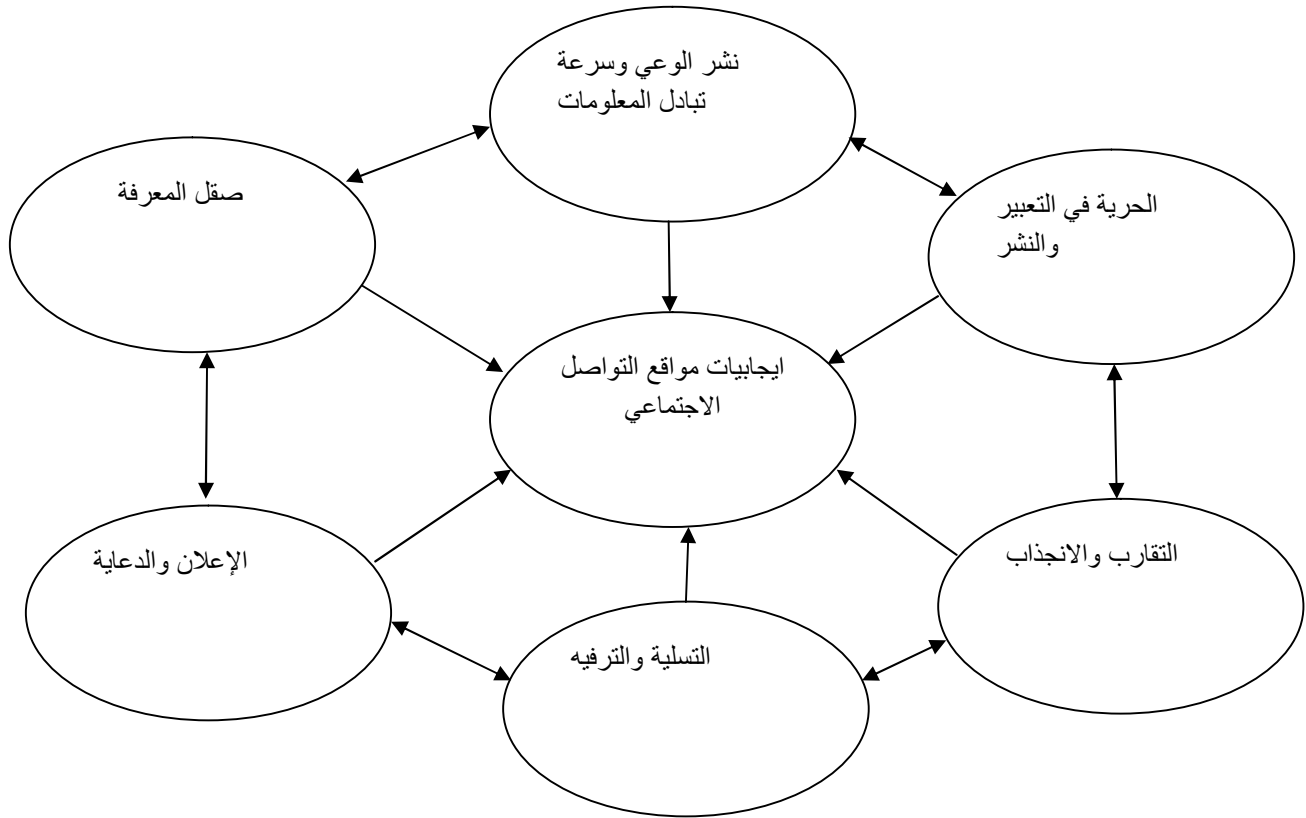 نشر الوعي وسرعة
تبادل المعلومات
صقل المعرفة
الحرية في التعبير
والنشر
ايجابيات مواقع التواصل
الاجتماعي
الإعلان والدعاية
التقارب والانجذاب
التسلية والترفيه